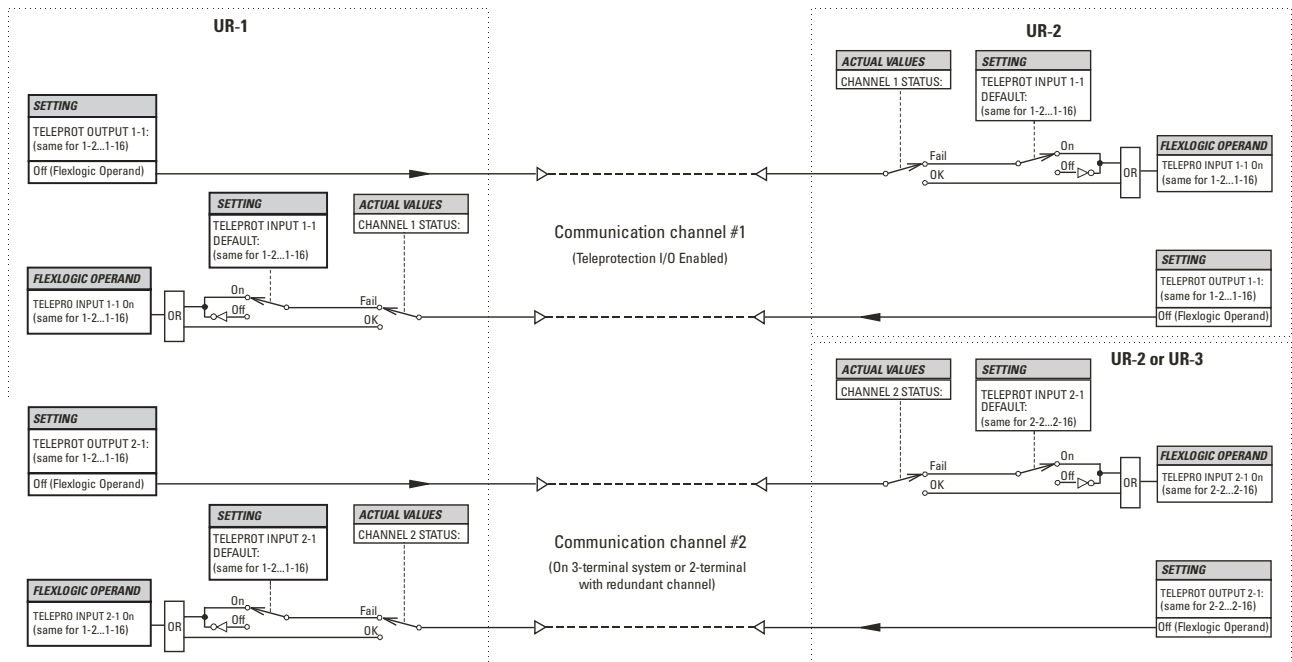 UR-1
SETTING
TELEPROT OUTPUT 1-1:
(same for 1-2...1-16)
Off (Flexlogic Operand)
SETTING
TELEPROT INPUT 1-1
DEFAULT:
(same for 1-2...1-16)
ACTUAL VALUES
CHANNEL 1 STATUS:
FLEXLOGIC OPERAND
TELEPRO INPUT 1-1 On
(same for 1-2...1-16)
OR
On
Off
Fail
OK
Communication channel #1
(Teleprotection I/O Enabled)
UR-2
ACTUAL VALUES
CHANNEL 1 STATUS:
SETTING
TELEPROT INPUT 1-1
DEFAULT:
(same for 1-2...1-16)
Fail
OK
On
Off
OR
FLEXLOGIC OPERAND
TELEPRO INPUT 1-1 On
(same for 1-2...1-16)
SETTING
TELEPROT OUTPUT 1-1:
(same for 1-2...1-16)
Off (Flexlogic Operand)
SETTING
TELEPROT OUTPUT 2-1:
(same for 1-2...1-16)
Off (Flexlogic Operand)
SETTING
TELEPROT INPUT 2-1
DEFAULT:
(same for 1-2...1-16)
ACTUAL VALUES
CHANNEL 2 STATUS:
FLEXLOGIC OPERAND
TELEPRO INPUT 2-1 On
(same for 1-2...1-16)
OR
On
Off
Fail
OK
Communication channel #2
(On 3-terminal system or 2-terminal
with redundant channel)
UR-2 or UR-3
ACTUAL VALUES
CHANNEL 2 STATUS:
SETTING
TELEPROT INPUT 2-1
DEFAULT:
(same for 2-2...2-16)
Fail
OK
On
Off
OR
FLEXLOGIC OPERAND
TELEPRO INPUT 2-1 On
(same for 2-2...2-16)
SETTING
TELEPROT OUTPUT 2-1:
(same for 2-2...2-16)
Off (Flexlogic Operand)